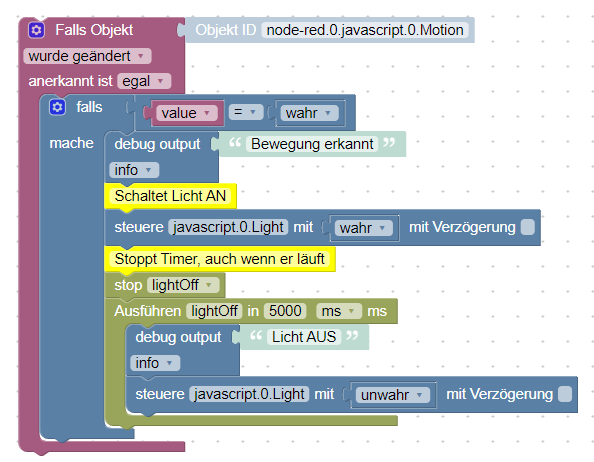 Falls Objekt Objekt ID node-red.0.javascript.0.Motion
wurde geändert
anerkannt ist egal
falls value = wahr
mache debug output “ Bewegung erkannt ”
info
Schaltet Licht AN
steuere javascript.0.Light mit wahr mit Verzögerung
Stoppt Timer, auch wenn er läuft
stop lightOff
Ausführen lightOff in 5000 ms ms
debug output “ Licht AUS ”
info
steuere javascript.0.Light mit unwahr mit Verzögerung